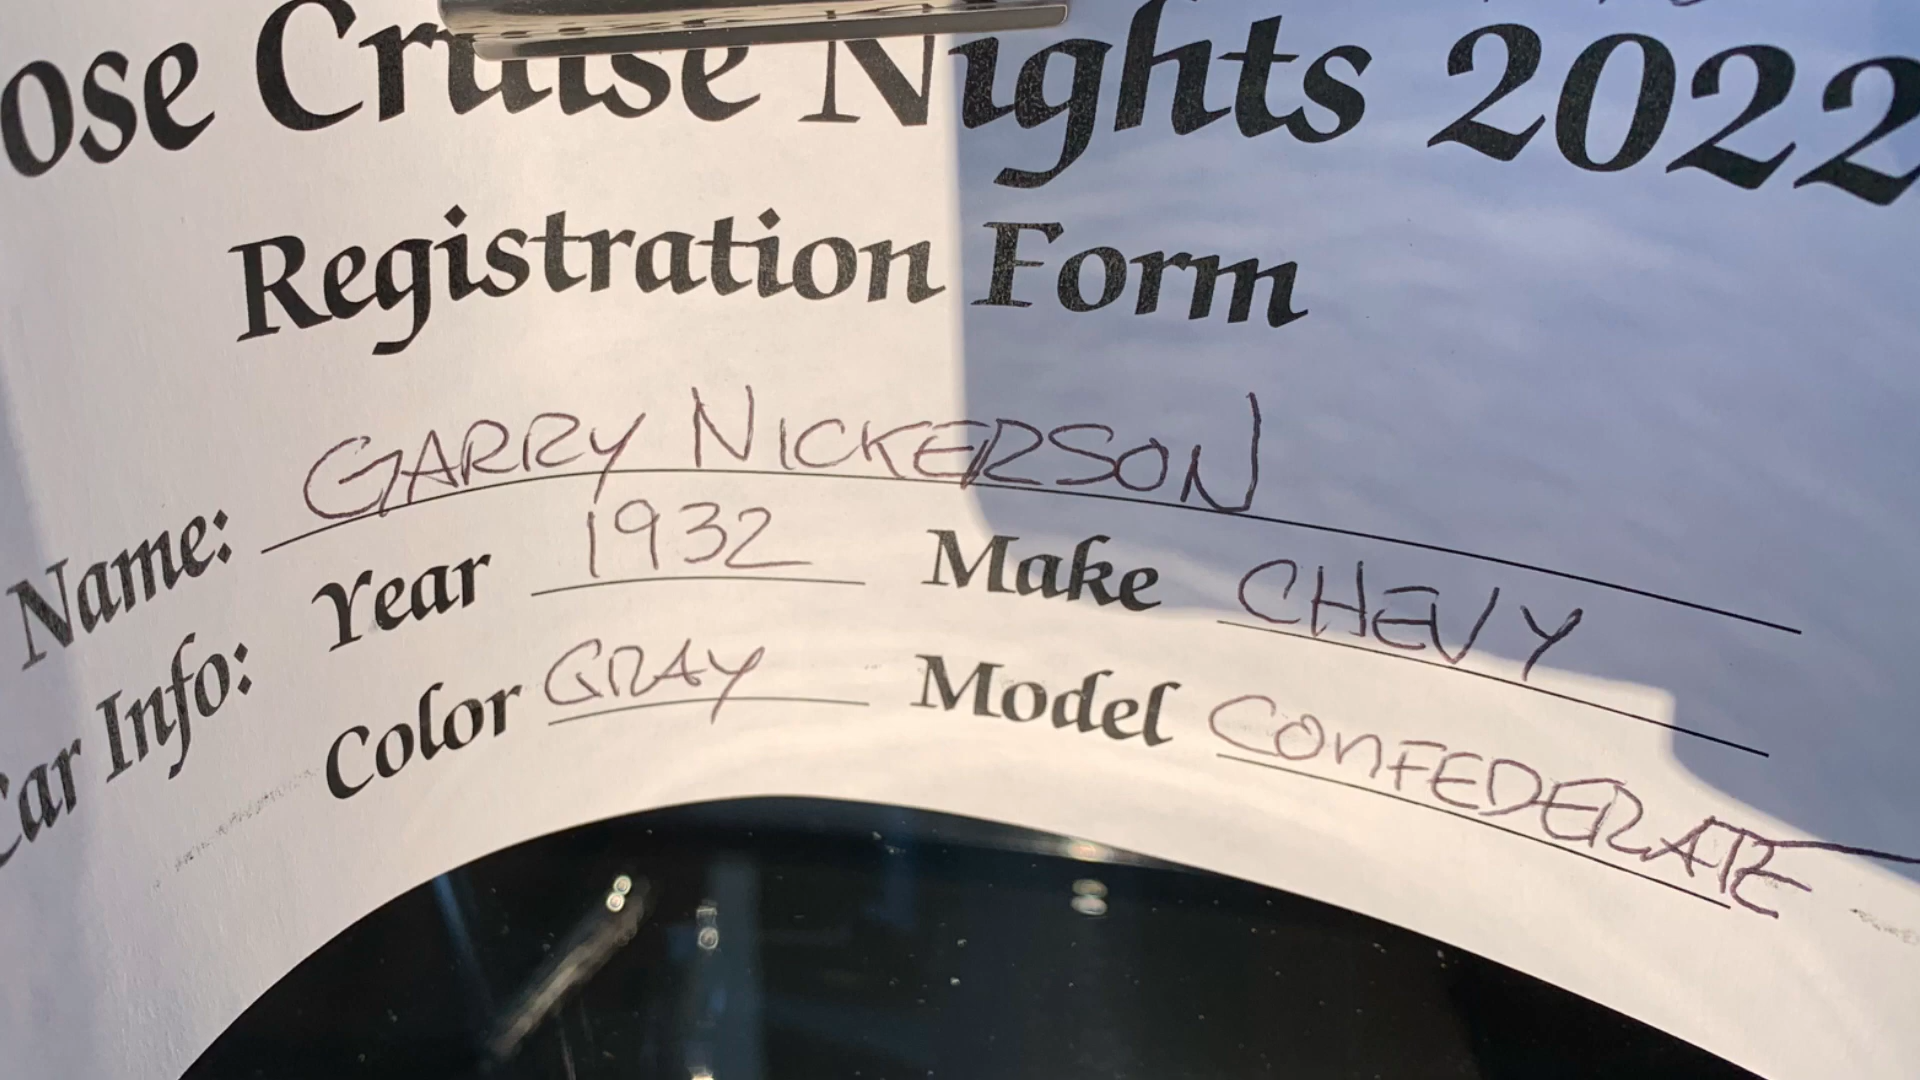 ose Cruise Nights 2022
Registration Form
Name: GARRY NICKERSON
Car Info: Year 1932 Make CHEVY
Color GRAY Model CONFEDERATE